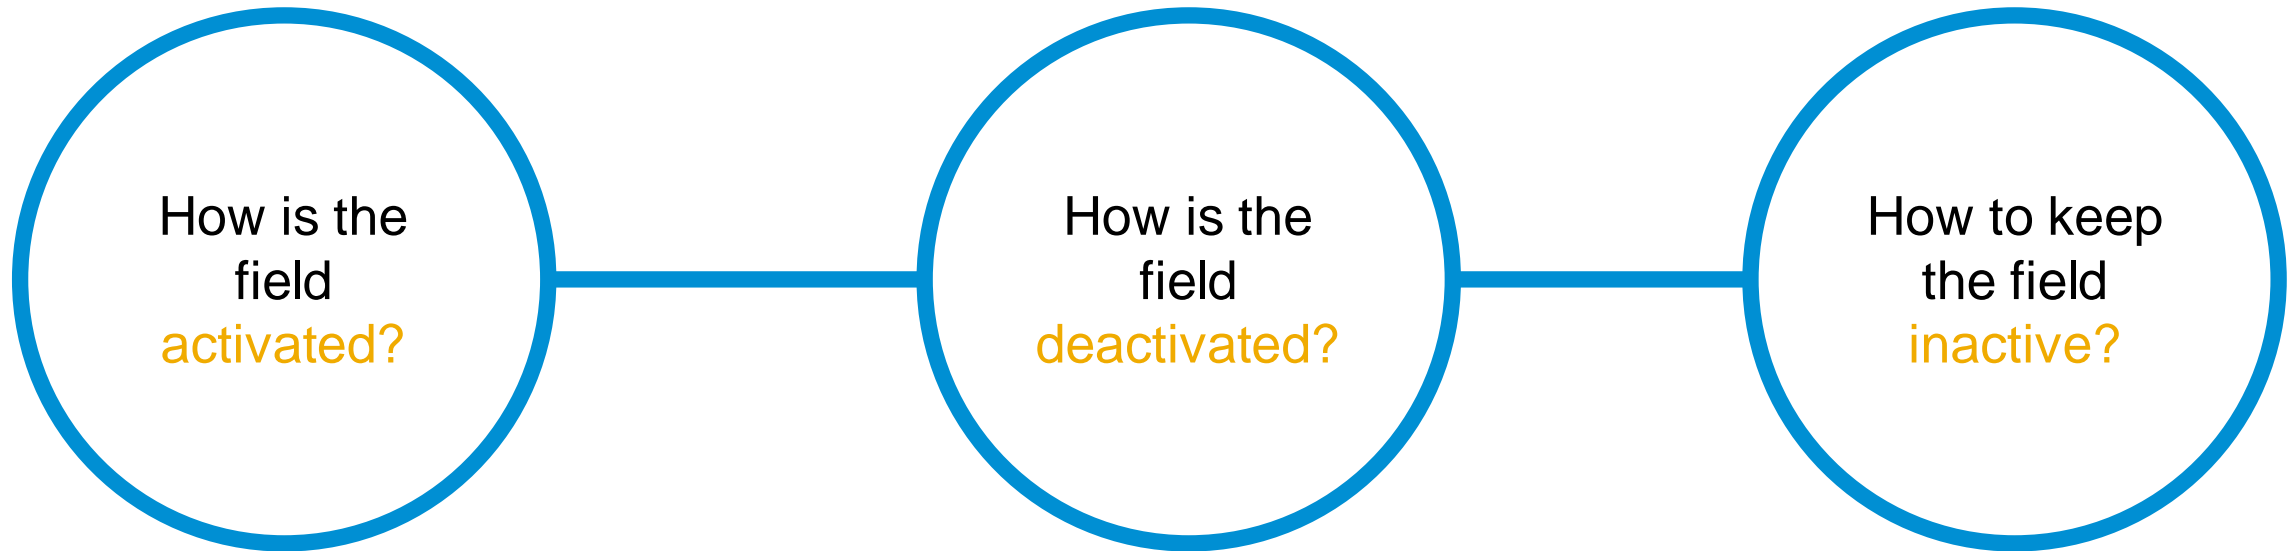 How is the
field
activated?
How is the
field
deactivated?
How to keep
the field
inactive?